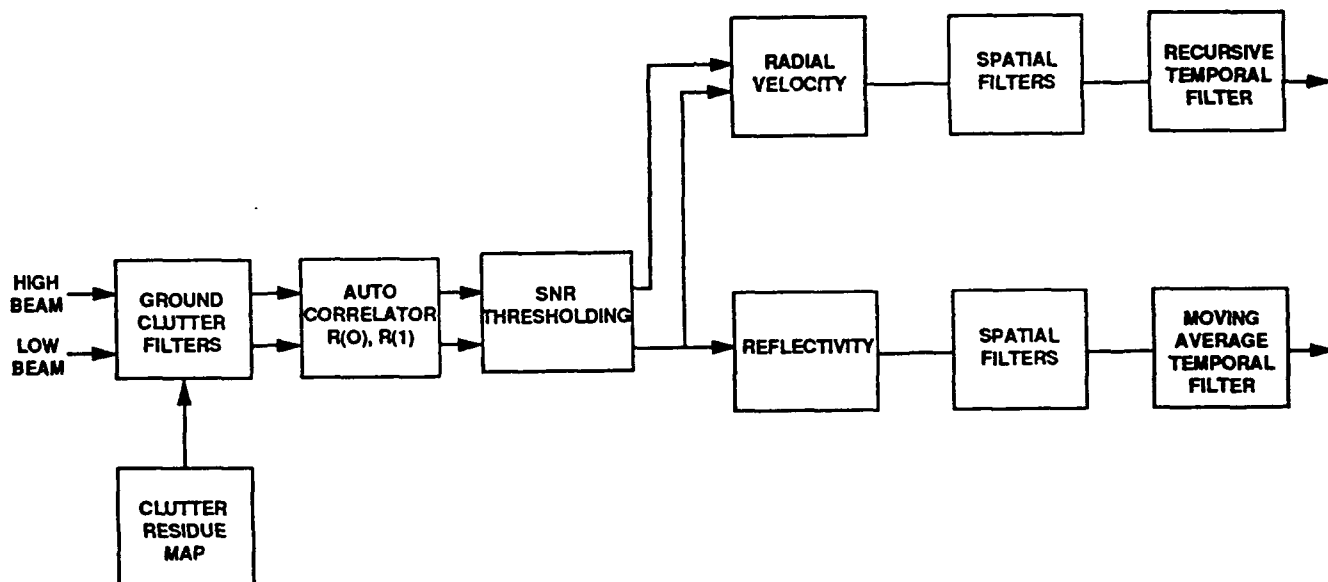 RADIAL
VELOCITY
SPATIAL
FILTERS
RECURSIVE
TEMPORAL
FILTER
HIGH
BEAM
LOW
BEAM
GROUND
CLUTTER
FILTERS
AUTO
CORRELATOR
R(O), R(1)
SNR
THRESHOLDING
REFLECTIVITY
SPATIAL
FILTERS
MOVING
AVERAGE
TEMPORAL
FILTER
CLUTTER
RESIDUE
MAP